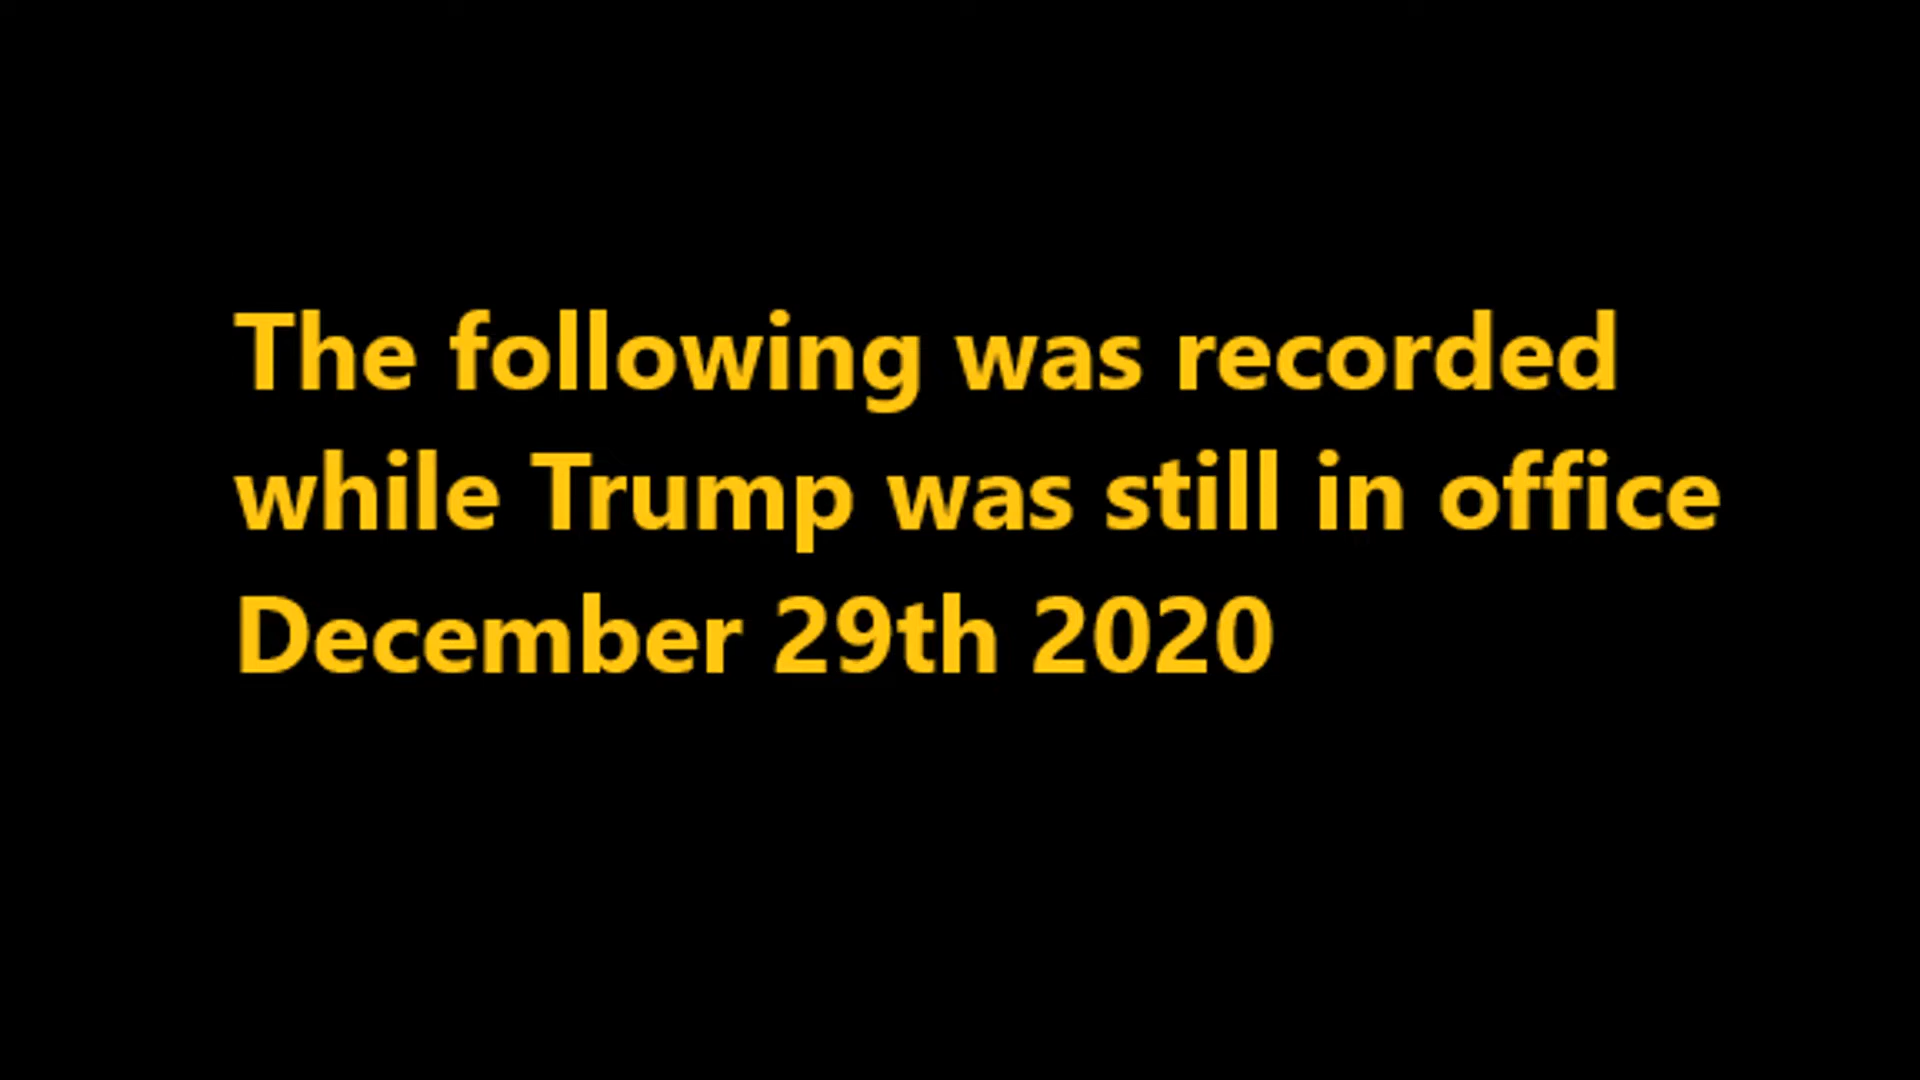 The following was recorded
while Trump was still in office
December 29th 2020